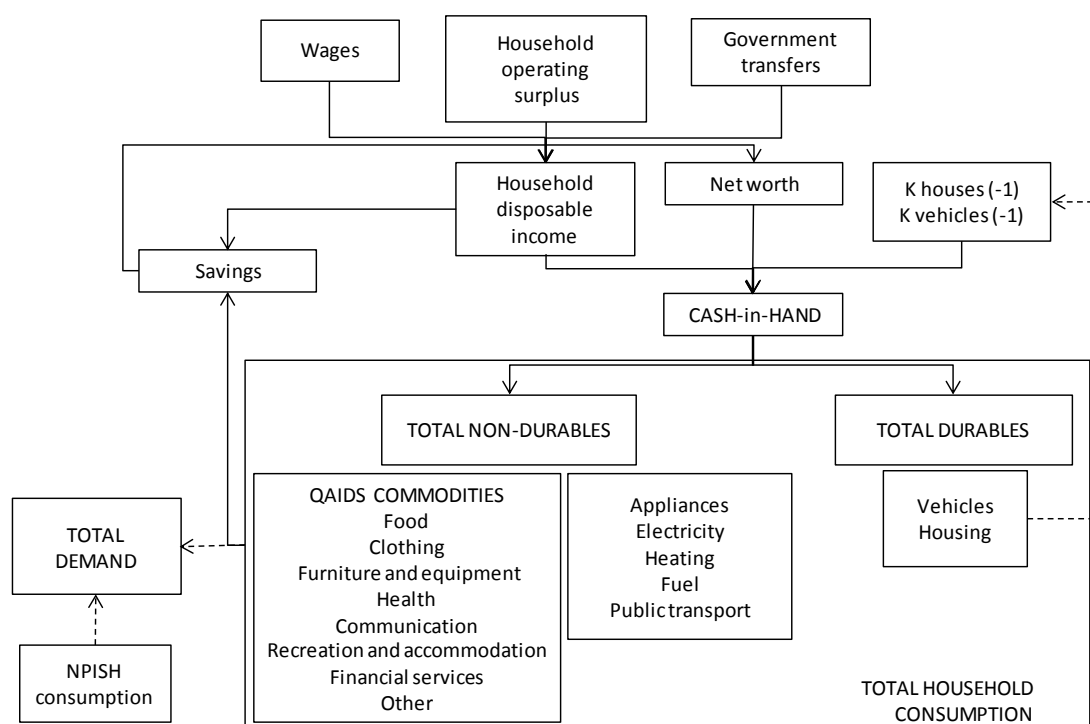 Wages
Household
operating
surplus
Government
transfers
Household
disposable
income
Net worth
K houses (-1)
K vehicles (-1)
Savings
CASH-in-HAND
TOTAL NON-DURABLES
TOTAL DURABLES
QAIDS COMMODITIES
Food
Clothing
Furniture and equipment
Health
Communication
Recreation and accommodation
Financial services
Other
Appliances
Electricity
Heating
Fuel
Public transport
Vehicles
Housing
TOTAL
DEMAND
NPISH
consumption
TOTAL HOUSEHOLD
CONSUMPTION